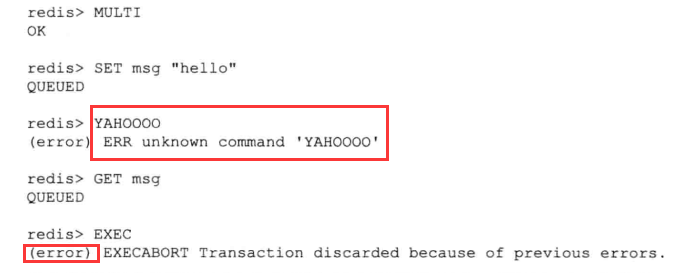 redis> MULTI
OK
redis> SET msg "hello"
QUEUED
redis> YAHOOOO
(error) ERR unknown command 'YAHOOOO'
redis> GET msg
QUEUED
redis> EXEC
(error) EXECABORT Transaction discarded because of previous errors.